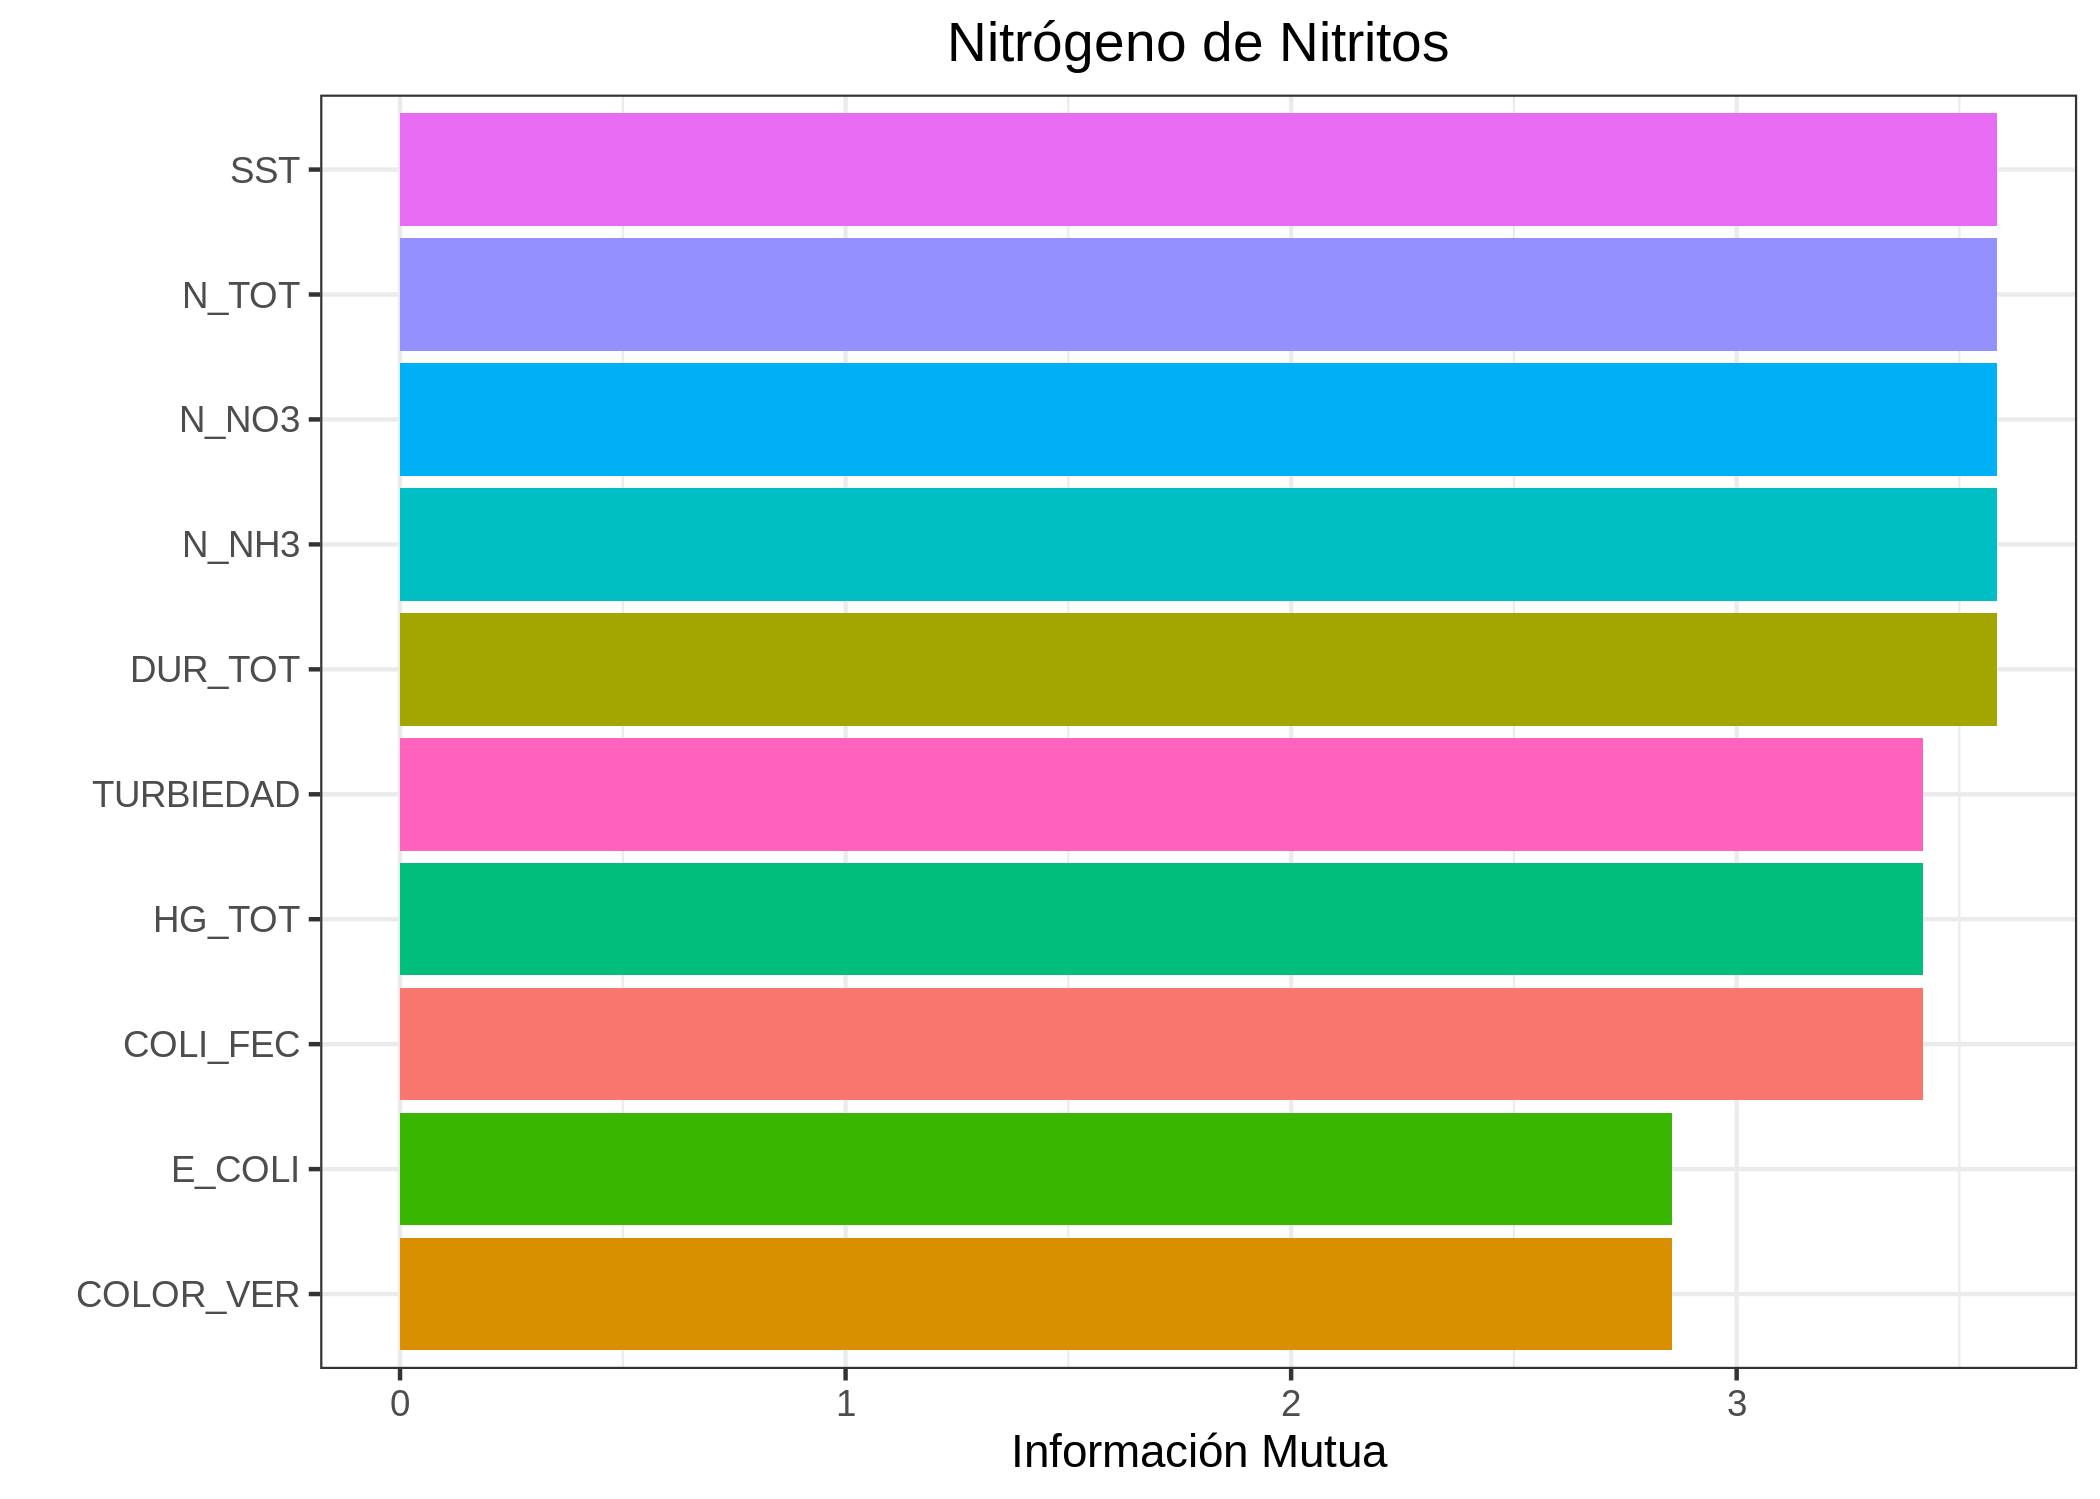 Nitrógeno de Nitritos
SST
N_TOT
N_NO3
N_NH3
DUR_TOT
TURBIEDAD
HG_TOT
COLI_FEC
E_COLI
COLOR_VER
0 1 2 3
Información Mutua